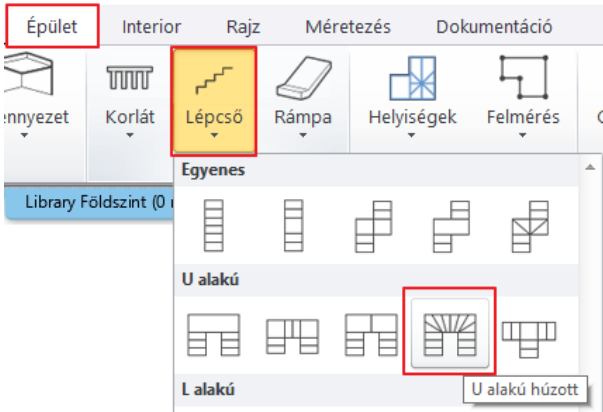 Épület Interior Rajz Méretezés Dokumentáció
ennyezet Korlát Lépcső Rámpa Helyiségek Felmérés
Egyenes
Library Földszint (0
U alakú
U alakú húzott
L alakú